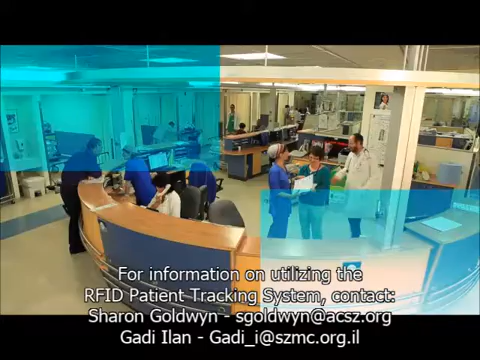 For information on utilizing the
RFID Patient Tracking System, contact:
Sharon Goldwyn - sgoldwyn@acsz.org
Gadi Ilan - Gadi_i@szmc.org.il